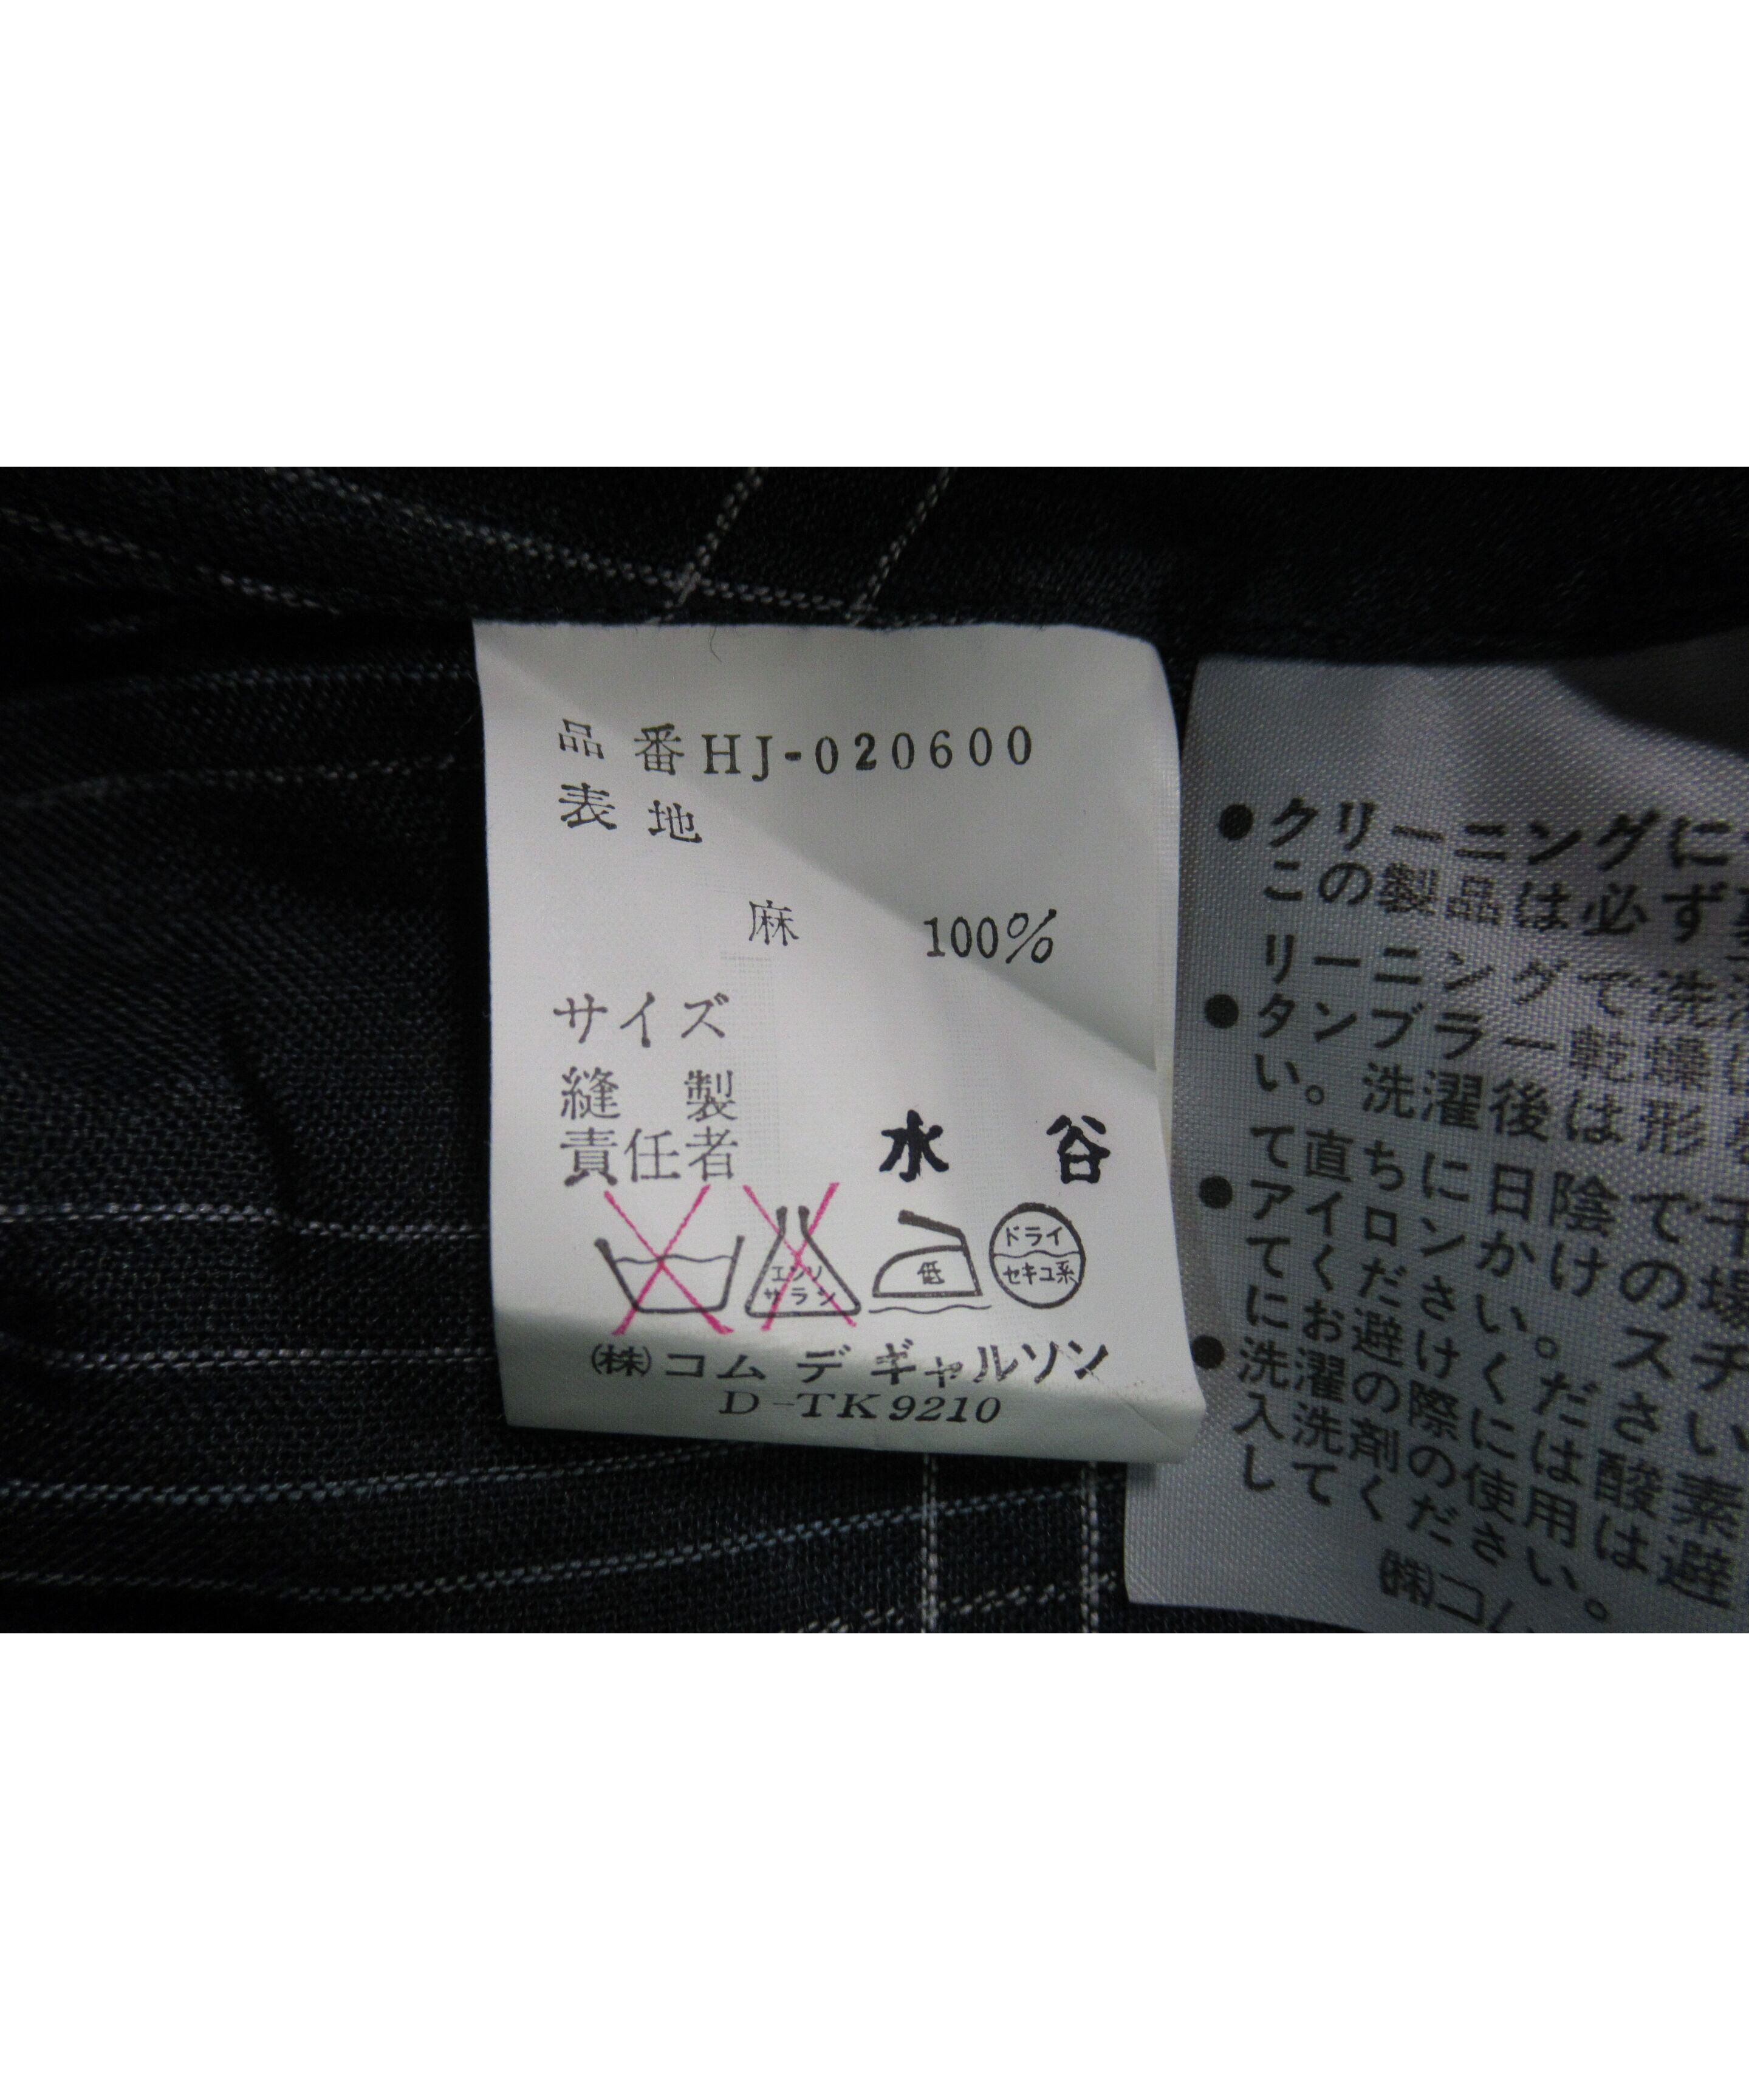 品番HJ-020600
表地
麻 100%
サイズ
縫製
責任者 水谷
エンソ
サラシ
低
ドライ
セキユ系
㈱コム デ ギャルソン
D-TK9210
●クリーニングに
この製品は必ず
リーニングで洗
●タンブラー乾燥
い。洗濯後は形
て直ちに日陰で干
●アイロンかけのス
てください。
にお避けください
●洗濯の際には酸素
入洗剤の使用は避
してください。
㈱コム